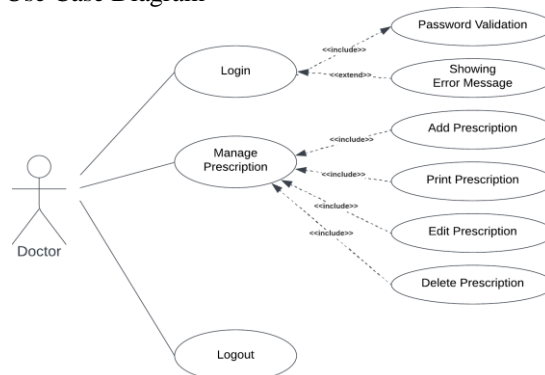 Use Case Diagram
Password Validation
<<include>>
Login
<<extend>>
Showing
Error Message
Add Prescription
<<include>>
Manage
Prescription
<<include>>
Print Prescription
<<include>>
Edit Prescription
<<include>>
Doctor
Delete Prescription
Logout